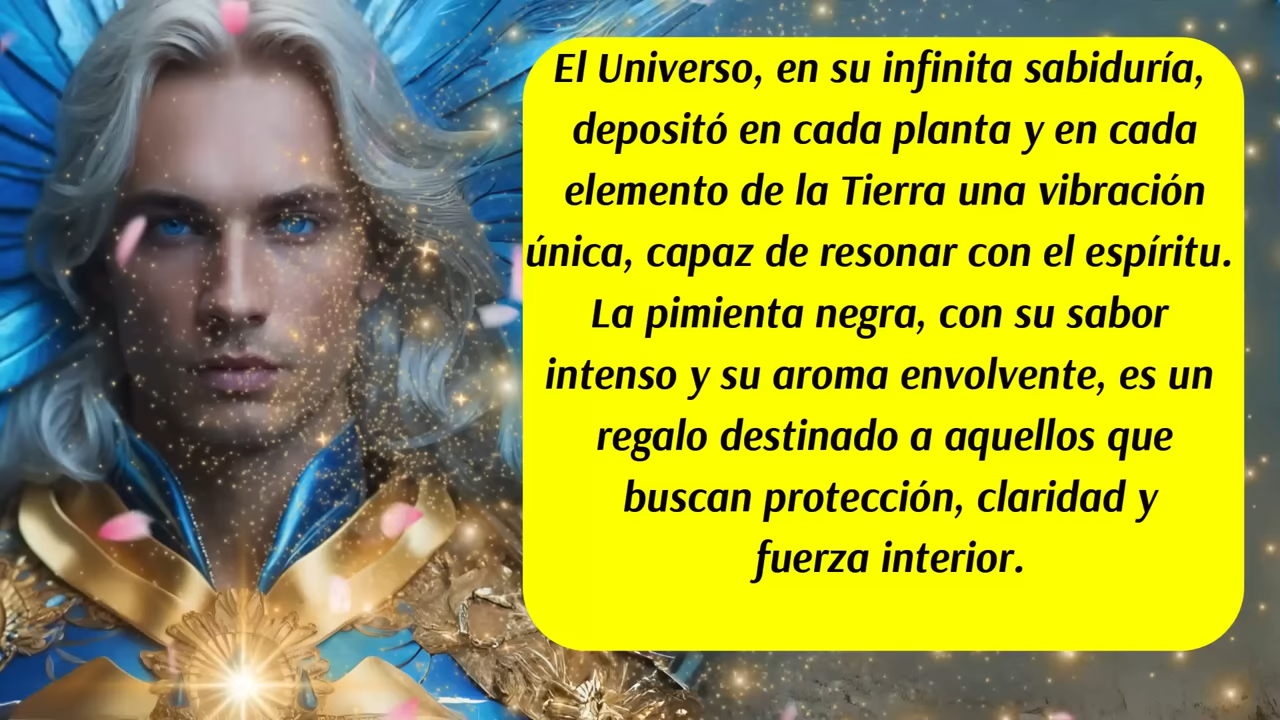 El Universo, en su infinita sabiduría,
depositó en cada planta y en cada
elemento de la Tierra una vibración
única, capaz de resonar con el espíritu.
La pimienta negra, con su sabor
intenso y su aroma envolvente, es un
regalo destinado a aquellos que
buscan protección, claridad y
fuerza interior.